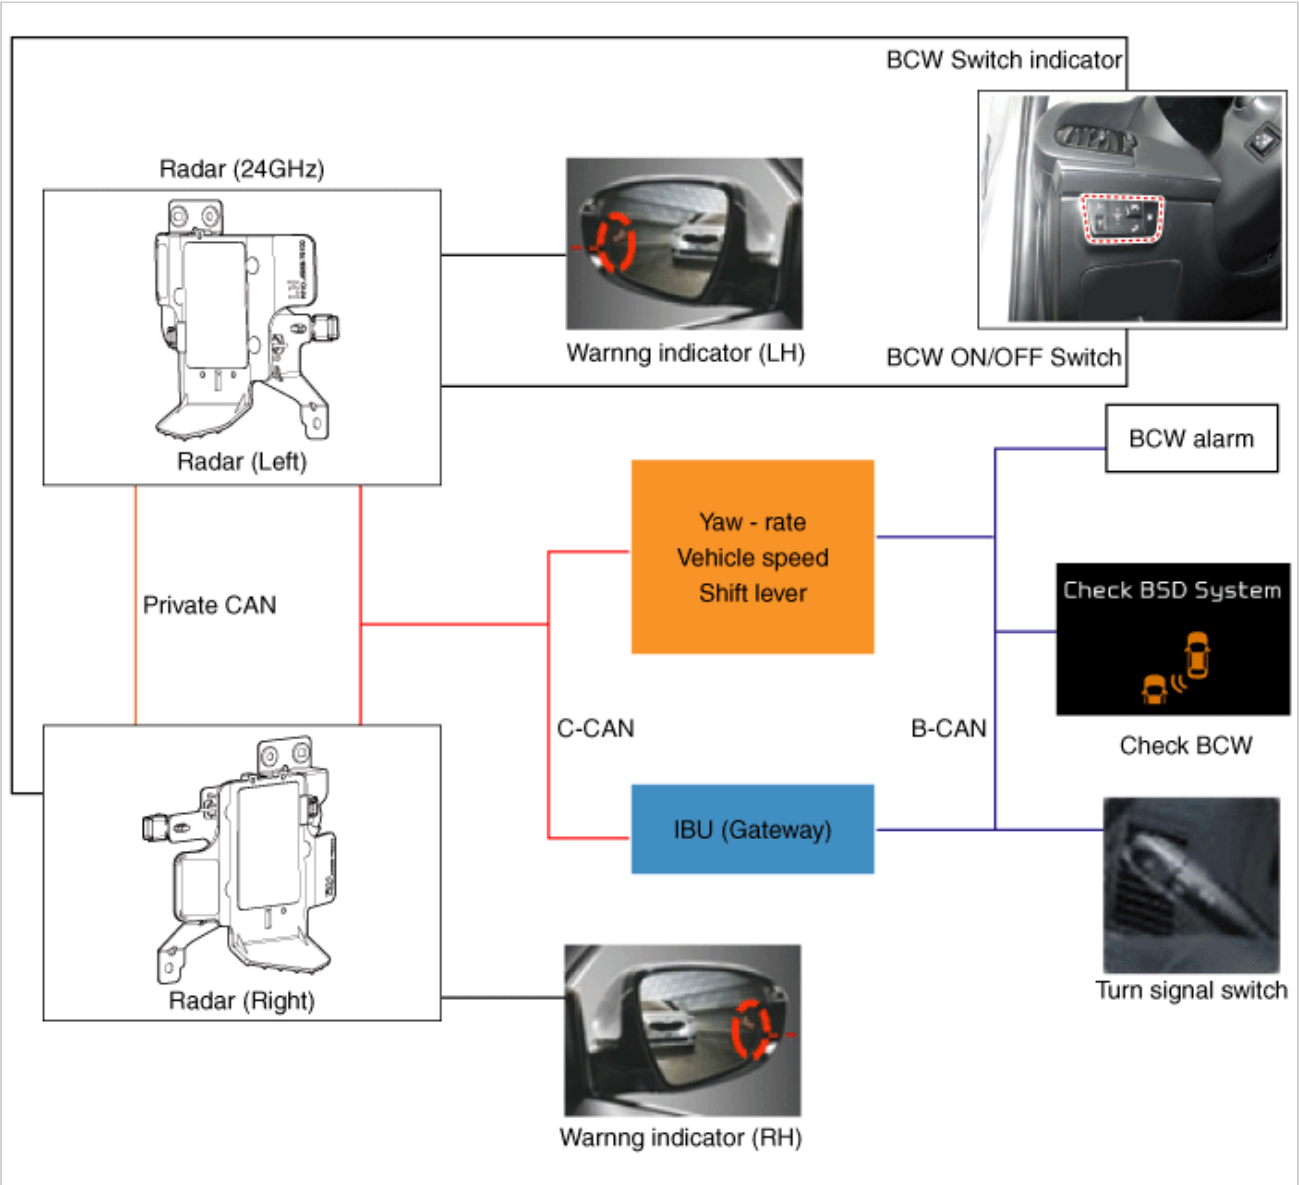 BCW Switch indicator
Radar (24GHz)
Warnng indicator (LH)
BCW ON/OFF Switch
Radar (Left)
BCW alarm
Yaw - rate
Vehicle speed
Shift lever
Check BSD System
Private CAN
C-CAN
B-CAN
Check BCW
IBU (Gateway)
Radar (Right)
Turn signal switch
Warnng indicator (RH)